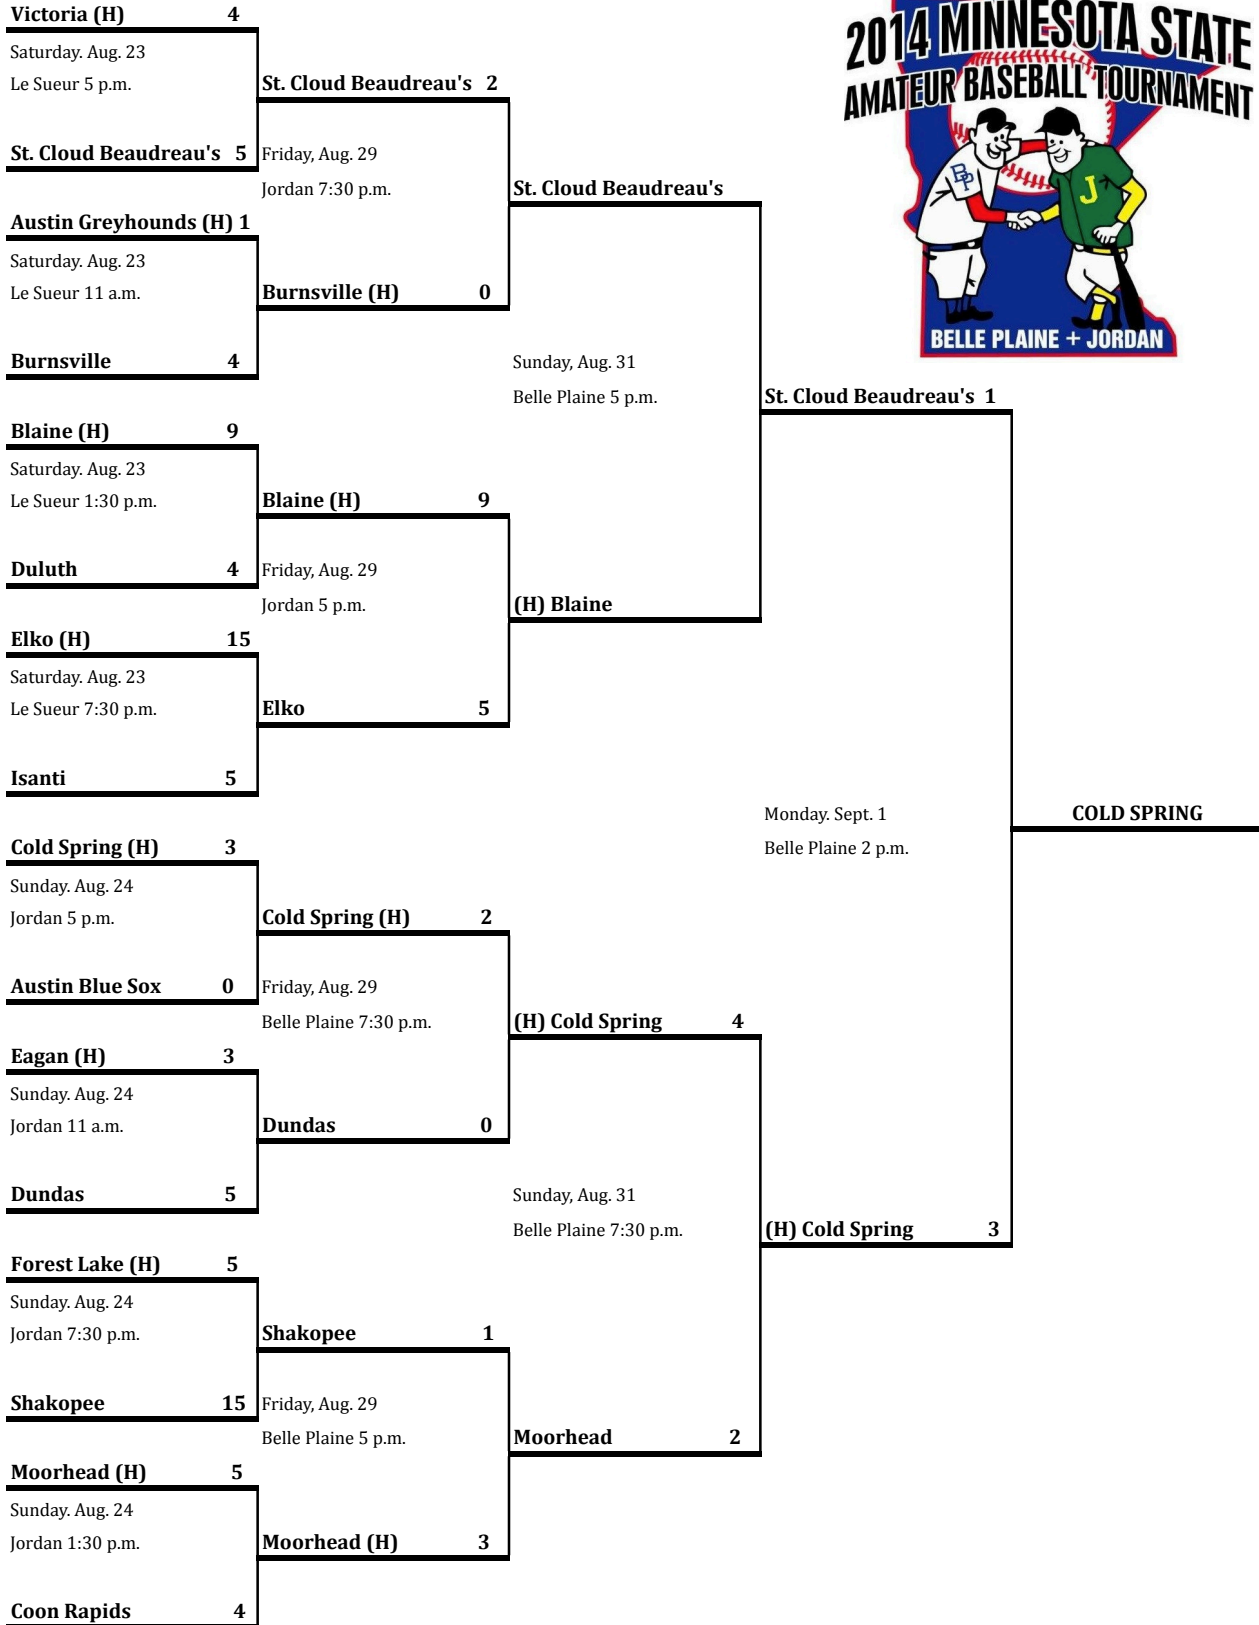 2014 MINNESOTA STATE
AMATEUR BASEBALL TOURNAMENT
BP
J
BELLE PLAINE + JORDAN
Victoria (H) 4
Saturday. Aug. 23
Le Sueur 5 p.m.
St. Cloud Beaudreau's 5
Austin Greyhounds (H) 1
Saturday. Aug. 23
Le Sueur 11 a.m.
Burnsville 4
Blaine (H) 9
Saturday. Aug. 23
Le Sueur 1:30 p.m.
Duluth 4
Elko (H) 15
Saturday. Aug. 23
Le Sueur 7:30 p.m.
Isanti 5
Cold Spring (H) 3
Sunday. Aug. 24
Jordan 5 p.m.
Austin Blue Sox 0
Eagan (H) 3
Sunday. Aug. 24
Jordan 11 a.m.
Dundas 5
Forest Lake (H) 5
Sunday. Aug. 24
Jordan 7:30 p.m.
Shakopee 15
Moorhead (H) 5
Sunday. Aug. 24
Jordan 1:30 p.m.
Coon Rapids 4
St. Cloud Beaudreau's 2
Friday, Aug. 29
Jordan 7:30 p.m.
Burnsville (H) 0
Blaine (H) 9
Friday, Aug. 29
Jordan 5 p.m.
Elko 5
Cold Spring (H) 2
Friday, Aug. 29
Belle Plaine 7:30 p.m.
Dundas 0
Shakopee 1
Friday, Aug. 29
Belle Plaine 5 p.m.
Moorhead (H) 3
St. Cloud Beaudreau's
Sunday, Aug. 31
Belle Plaine 5 p.m.
(H) Blaine
(H) Cold Spring 4
Sunday, Aug. 31
Belle Plaine 7:30 p.m.
Moorhead 2
St. Cloud Beaudreau's 1
Monday. Sept. 1
Belle Plaine 2 p.m.
(H) Cold Spring 3
COLD SPRING